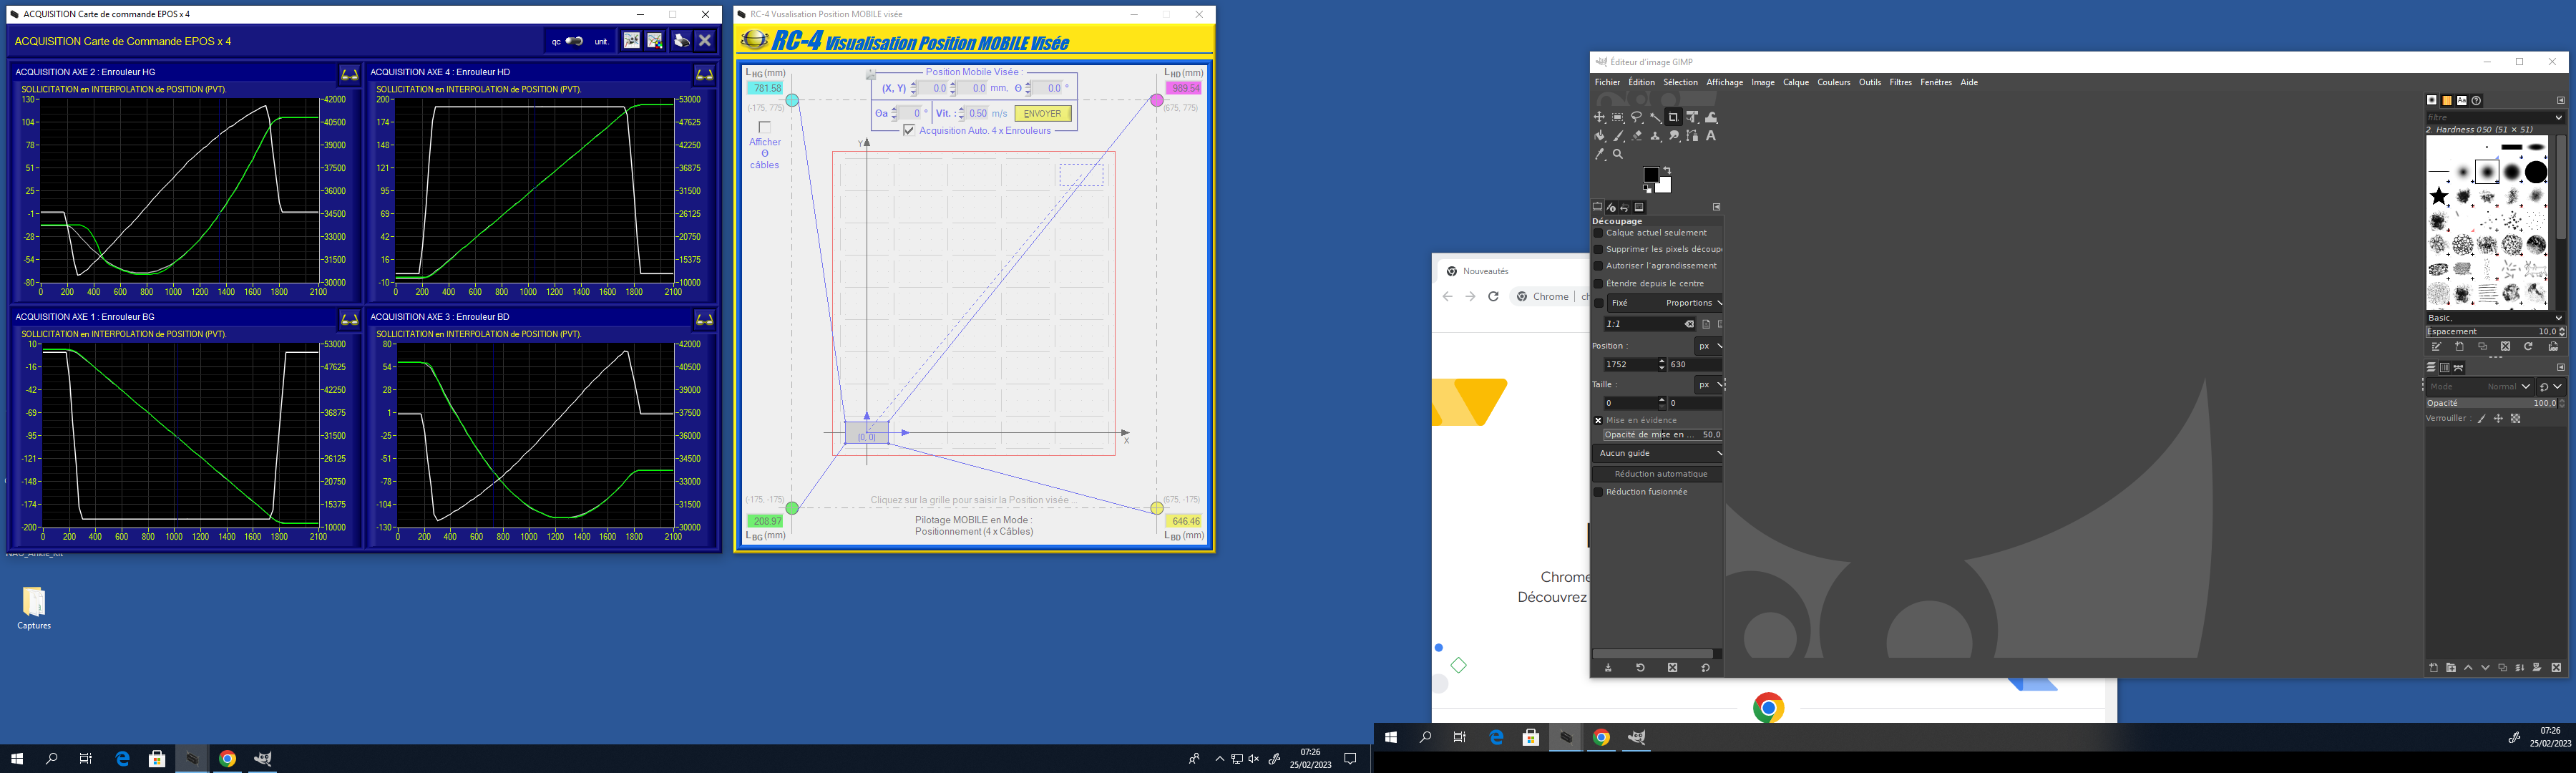 ACQUISITION Carte de commande EPOS x 4
ACQUISITION Carte de Commande EPOS x 4
qc
unit.
ACQUISITION AXE 2 : Enrouleur HG
SOLLICITATION en INTERPOLATION de POSITION (PVT).
130
104
78
51
25
-1
-28
-54
-80
42000
40500
39000
37500
36000
34500
33000
31500
30000
0 200 400 600 800 1000 1200 1400 1600 1800 2100
ACQUISITION AXE 4 : Enrouleur HD
SOLLICITATION en INTERPOLATION de POSITION (PVT).
200
174
148
121
95
69
42
16
-10
53000
47625
42250
36875
31500
26125
20750
15375
10000
0 200 400 600 800 1000 1200 1400 1600 1800 2100
ACQUISITION AXE 1 : Enrouleur BG
SOLLICITATION en INTERPOLATION de POSITION (PVT).
10
-16
-42
-69
-95
-121
-148
-174
-200
53000
47625
42250
36875
31500
26125
20750
15375
10000
0 200 400 600 800 1000 1200 1400 1600 1800 2100
ACQUISITION AXE 3 : Enrouleur BD
SOLLICITATION en INTERPOLATION de POSITION (PVT).
80
54
28
1
-25
-51
-78
-104
-130
42000
40500
39000
37500
36000
34500
33000
31500
30000
0 200 400 600 800 1000 1200 1400 1600 1800 2100
RC-4 Vusalisation Position MOBILE visée
RC-4 Visualisation Position MOBILE Visée
L HG (mm)
781.58
(-175, 775)
Position Mobile Visée :
(X, Y) 0.0 0.0 mm, Θ 0.0 °
Θa 0 ° Vit. : 0.50 m/s ENVOYER
Acquisition Auto. 4 x Enrouleurs
L HD (mm)
989.54
(675, 775)
Afficher
Θ
câbles
Y
(0, 0)
X
(-175, -175)
208.97
L BG (mm)
Cliquez sur la grille pour saisir la Position visée ...
Pilotage MOBILE en Mode :
Positionnement (4 x Câbles)
(675, -175)
646.46
L BD (mm)
Captures
07:26
25/02/2023
Nouveautés
Chrome
Chrome
Découvrez
Éditeur d'image GIMP
Fichier Édition Sélection Affichage Image Calque Couleurs Outils Filtres Fenêtres Aide
Découpage
Calque actuel seulement
Supprimer les pixels découp
Autoriser l'agrandissement
Étendre depuis le centre
Fixé Proportions
1:1
Position : px
1752 630
Taille : px
0 0
Mise en évidence
Opacité de mise en ... 50,0
Aucun guide
Réduction automatique
Réduction fusionnée
filtre
2. Hardness 050 (51 × 51)
Basic,
Espacement 10,0
Mode Normal
Opacité 100,0
Verrouiller :
07:26
25/02/2023